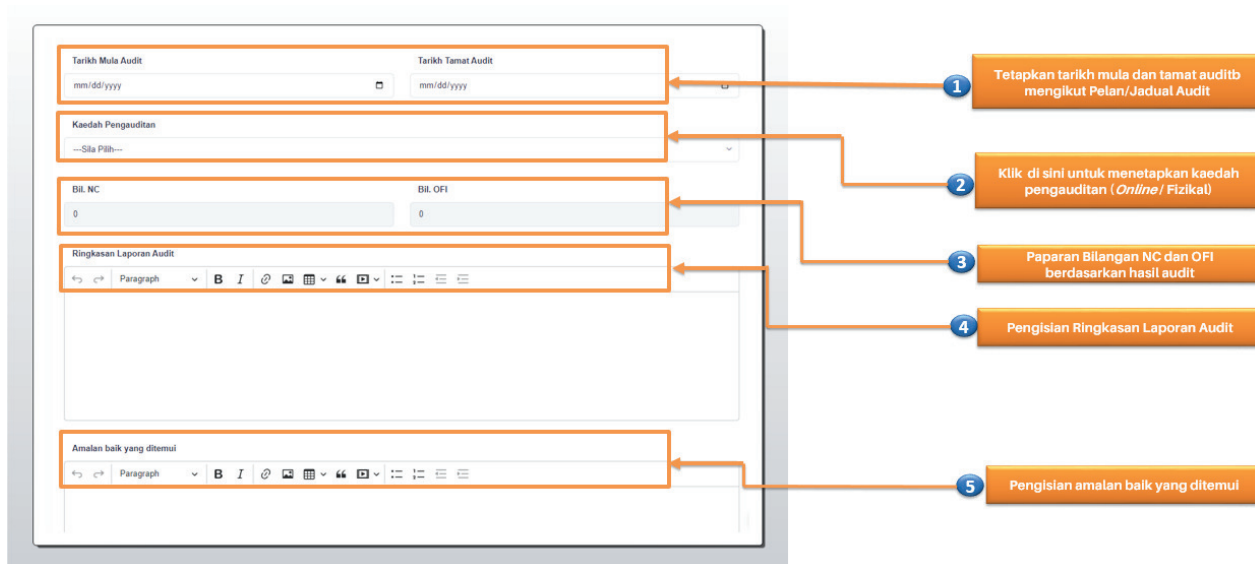 Tarikh Mula Audit
Tarikh Tamat Audit
mm/dd/yyyy
mm/dd/yyyy
Kaedah Pengauditan
---Sila Pilih---
Bil. NC
Bil. OFI
0
0
Ringkasan Laporan Audit
Paragraph
B I
Amalan baik yang ditemui
Paragraph
B I
1
Tetapkan tarikh mula dan tamat auditb
mengikut Pelan/Jadual Audit
2
Klik di sini untuk menetapkan kaedah
pengauditan (Online / Fizikal)
3
Paparan Bilangan NC dan OFI
berdasarkan hasil audit
4
Pengisian Ringkasan Laporan Audit
5
Pengisian amalan baik yang ditemui